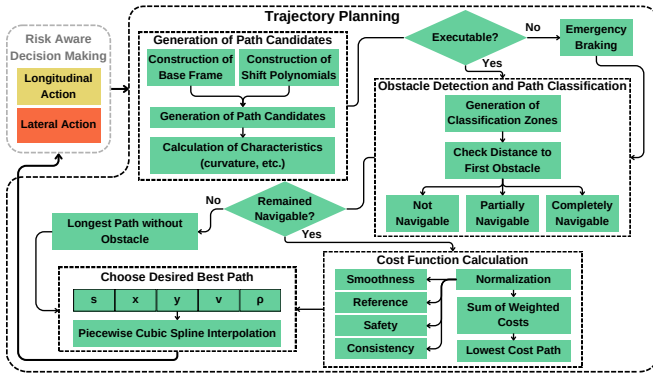 Trajectory Planning
Risk Aware
Decision Making
Longitudinal
Action
Lateral Action
Generation of Path Candidates
Construction of
Base Frame
Construction of
Shift Polynomials
Generation of Path Candidates
Calculation of Characteristics
(curvature, etc.)
Executable?
No
Emergency
Braking
Yes
Obstacle Detection and Path Classification
Generation of
Classification Zones
Check Distance to
First Obstacle
Not
Navigable
Partially
Navigable
Completely
Navigable
Remained
Navigable?
No
Yes
Longest Path without
Obstacle
Cost Function Calculation
Smoothness
Reference
Safety
Consistency
Normalization
Sum of Weighted
Costs
Lowest Cost Path
Choose Desired Best Path
s x y v ρ
Piecewise Cubic Spline Interpolation